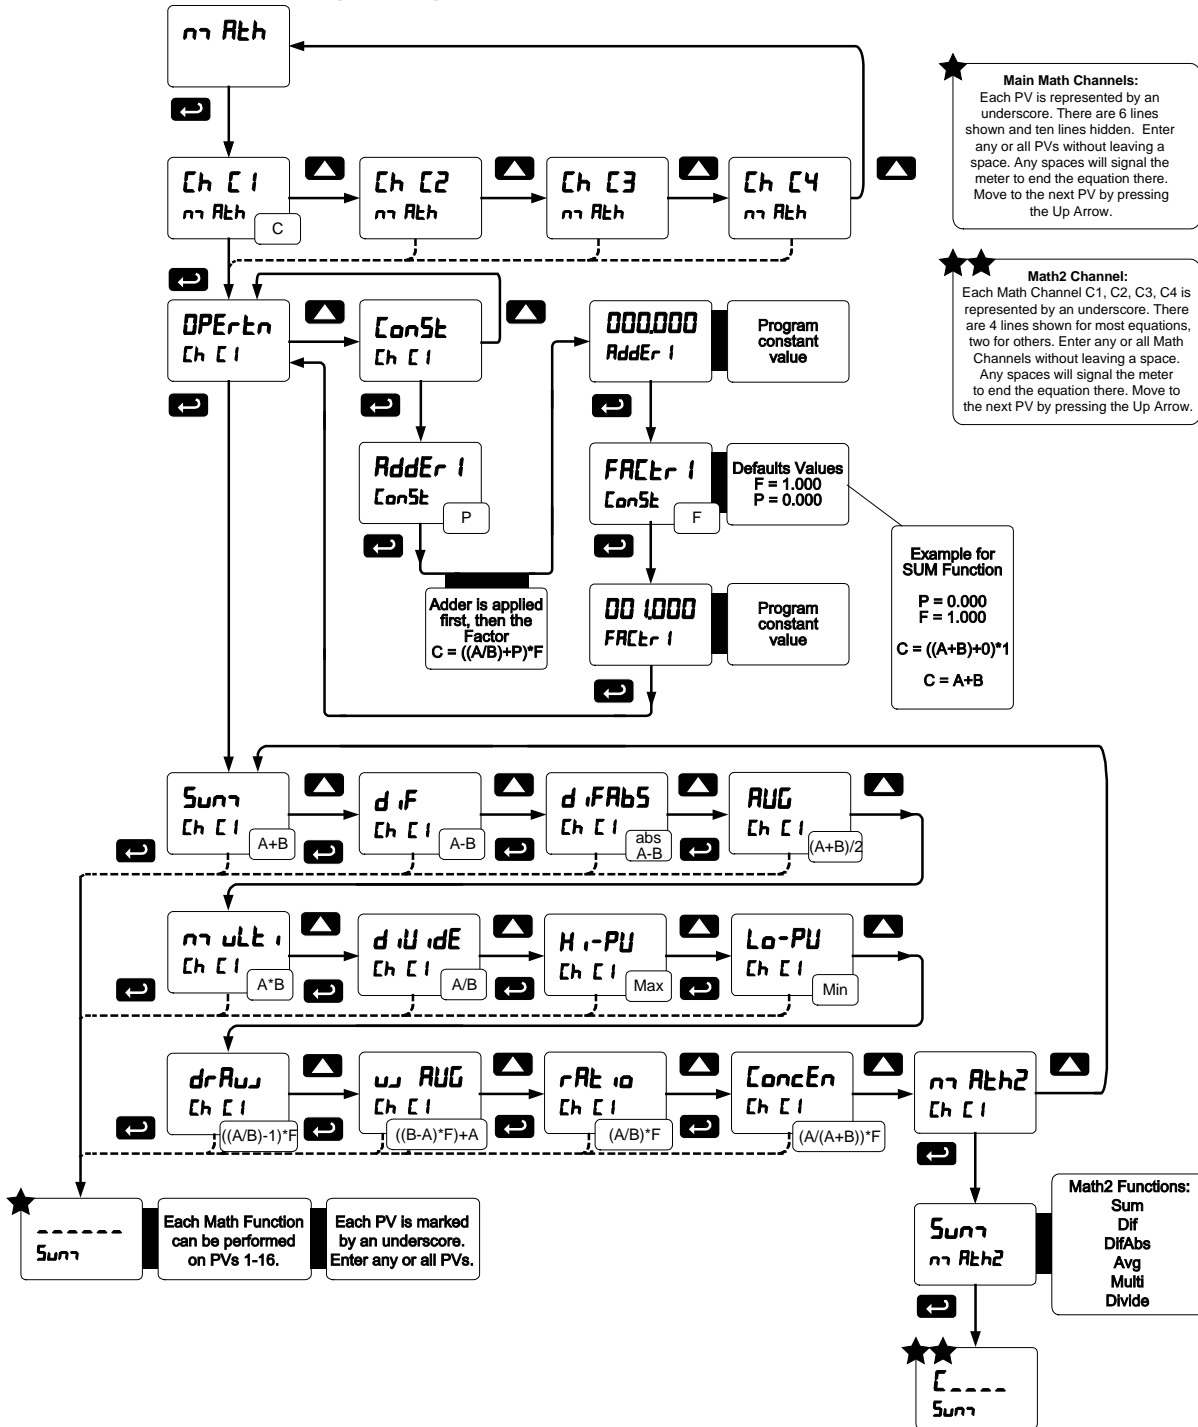 m Ath
Main Math Channels:
Each PV is represented by an
underscore. There are 6 lines
shown and ten lines hidden. Enter
any or all PVs without leaving a
space. Any spaces will signal the
meter to end the equation there.
Move to the next PV by pressing
the Up Arrow.
Ch C1
m Ath
C
Ch C2
m Ath
Ch C3
m Ath
Ch C4
m Ath
Math2 Channel:
Each Math Channel C1, C2, C3, C4 is
represented by an underscore. There
are 4 lines shown for most equations,
two for others. Enter any or all Math
Channels without leaving a space.
Any spaces will signal the meter
to end the equation there. Move to
the next PV by pressing the Up Arrow.
OPErtn
Ch C1
ConSt
Ch C1
000.000
AddEr 1
Program
constant
value
AddEr 1
ConSt
P
FACtr 1
ConSt
F
Defaults Values
F = 1.000
P = 0.000
Adder is applied
first, then the
Factor
C = ((A/B)+P)*F
001.000
FACtr 1
Program
constant
value
Example for
SUM Function
P = 0.000
F = 1.000
C = ((A+B)+0)*1
C = A+B
Sum
Ch C1
A+B
diF
Ch C1
A-B
diFAbS
Ch C1
abs
A-B
AVG
Ch C1
(A+B)/2
m uLti
Ch C1
A*B
diVidE
Ch C1
A/B
Hi-PV
Ch C1
Max
Lo-PV
Ch C1
Min
drAw
Ch C1
((A/B)-1)*F
w AVG
Ch C1
((B-A)*F)+A
rAtio
Ch C1
(A/B)*F
ConcEn
Ch C1
(A/(A+B))*F
m Ath2
Ch C1
_ _ _ _ _ _
Sum
Each Math Function
can be performed
on PVs 1-16.
Each PV is marked
by an underscore.
Enter any or all PVs.
Sum
m Ath2
Math2 Functions:
Sum
Dif
DifAbs
Avg
Multi
Divide
C_ _ _ _
Sum